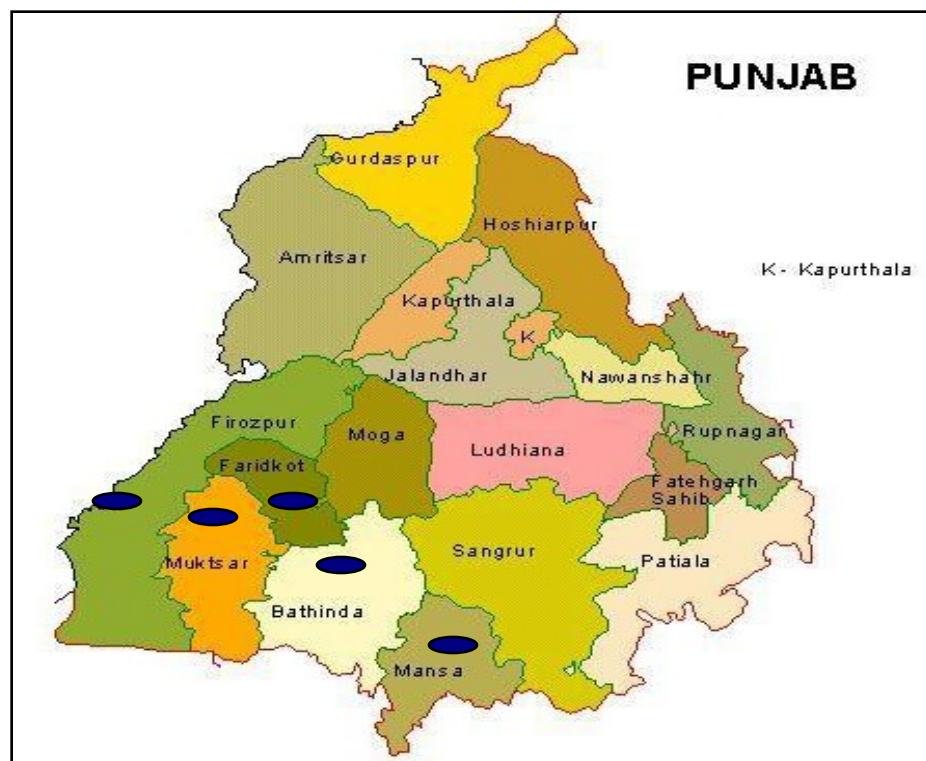 PUNJAB
Gurdaspur
Hoshiarpur
Amritsar
K - Kapurthala
Kapurthala
K
Jalandhar
Nawanshahr
Firozpur
Moga
Rupnagar
Ludhiana
Faridkot
Fatehgarh
Sahib
Sangrur
Muktsar
Patiala
Bathinda
Mansa